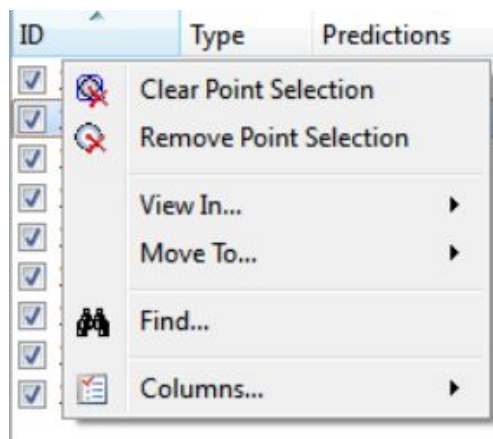 ID Type Predictions
Clear Point Selection
Remove Point Selection
View In...
Move To...
Find...
Columns...